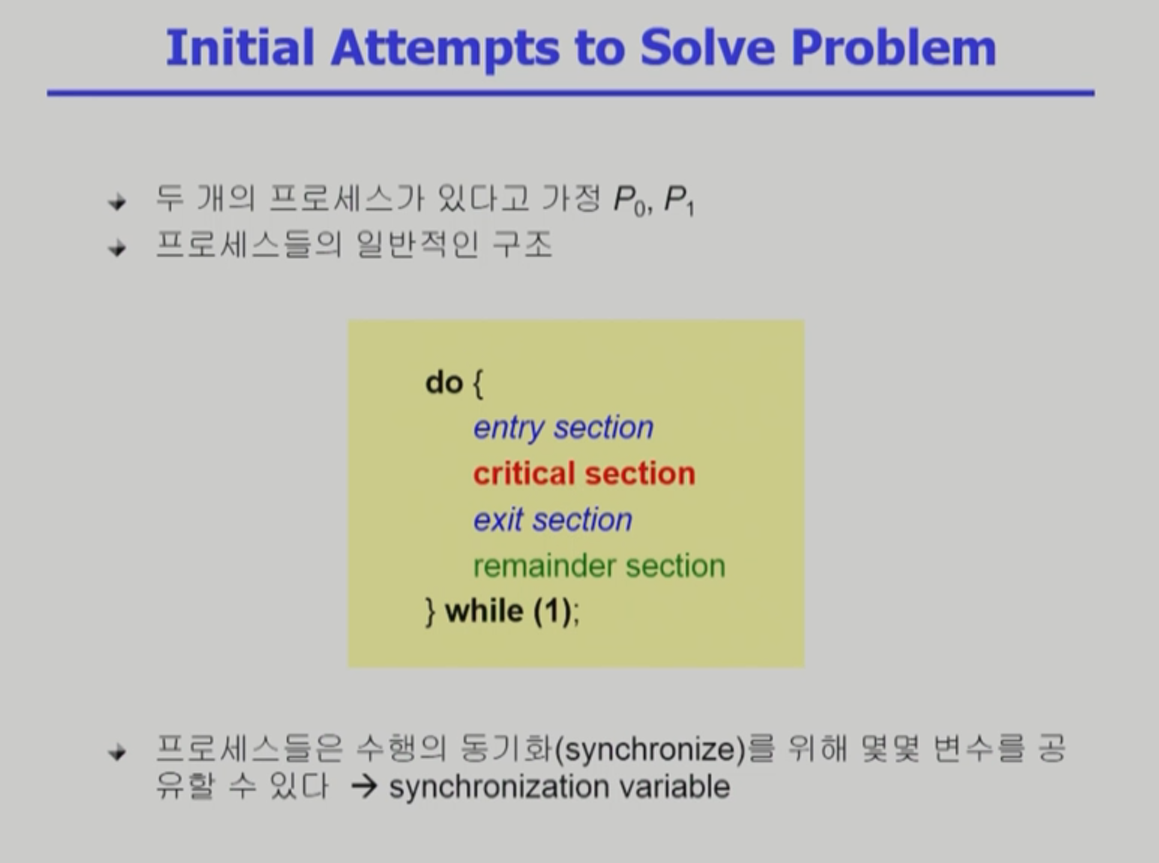 Initial Attempts to Solve Problem
두 개의 프로세스가 있다고 가정 P0, P1
프로세스들의 일반적인 구조
do {
entry section
critical section
exit section
remainder section
} while (1);
프로세스들은 수행의 동기화(synchronize)를 위해 몇몇 변수를 공
유할 수 있다 → synchronization variable